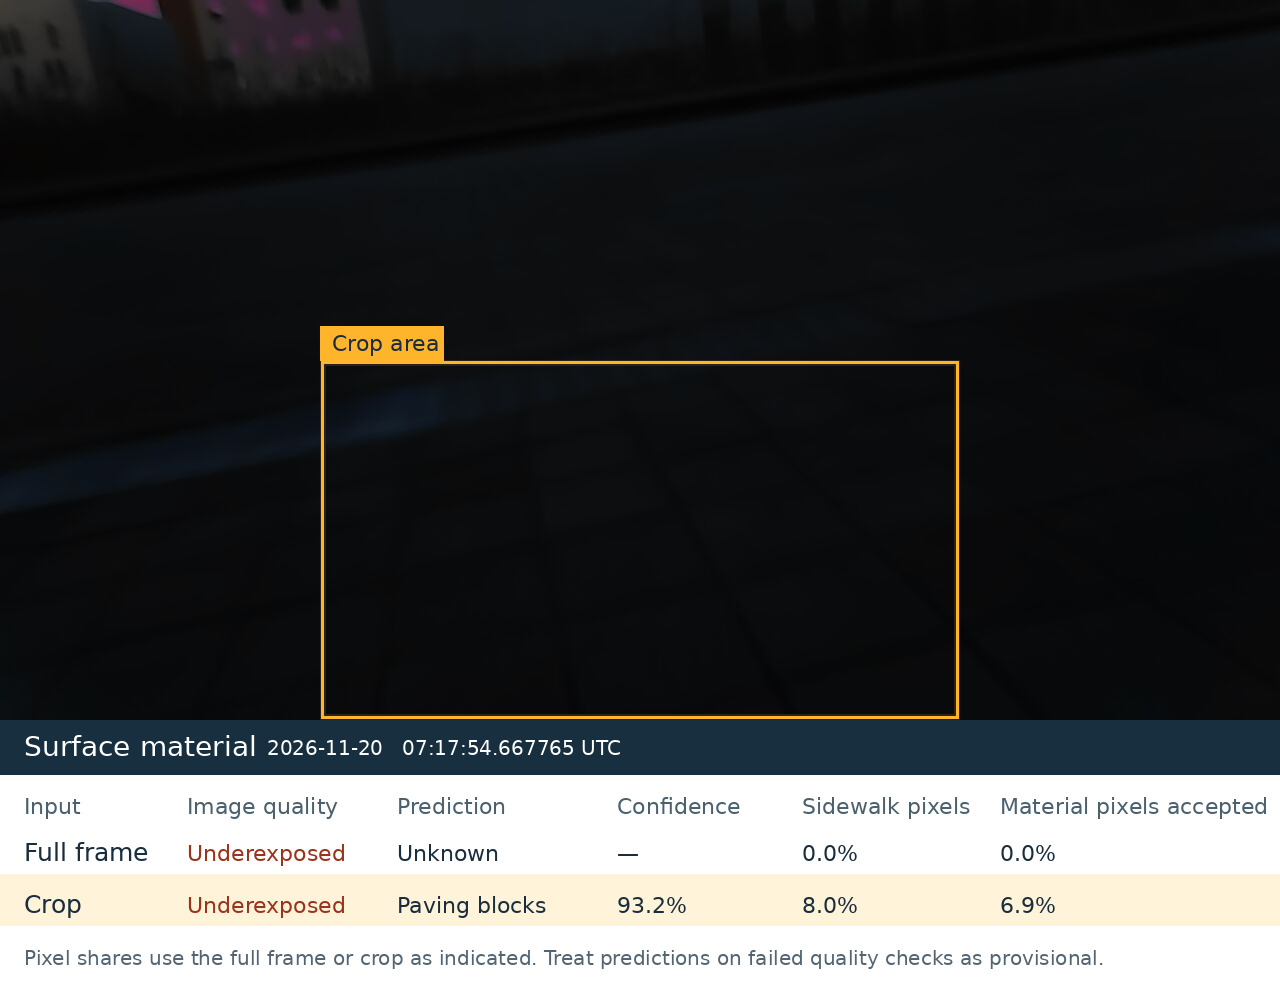 Crop area
Surface material 2026-11-20 07:17:54.667765 UTC
Input Image quality Prediction Confidence Sidewalk pixels Material pixels accepted
Full frame Underexposed Unknown — 0.0% 0.0%
Crop Underexposed Paving blocks 93.2% 8.0% 6.9%
Pixel shares use the full frame or crop as indicated. Treat predictions on failed quality checks as provisional.